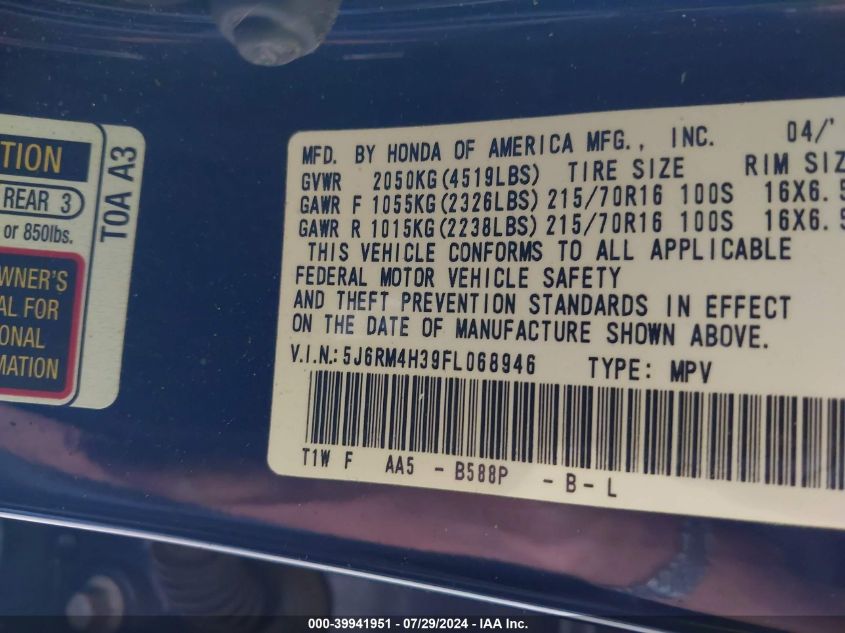 TION
REAR 3
or 850lbs.
WNER'S
AL FOR
ONAL
MATION
T0A A3
MFD. BY HONDA OF AMERICA MFG., INC. 04/'
GVWR 2050KG(4519LBS) TIRE SIZE RIM SIZ
GAWR F 1055KG(2326LBS) 215/70R16 100S 16X6.5
GAWR R 1015KG(2238LBS) 215/70R16 100S 16X6.5
THIS VEHICLE CONFORMS TO ALL APPLICABLE
FEDERAL MOTOR VEHICLE SAFETY
AND THEFT PREVENTION STANDARDS IN EFFECT
ON THE DATE OF MANUFACTURE SHOWN ABOVE.
V.I.N.: 5J6RM4H39FL068946 TYPE: MPV
T1W F AA5 - B588P - B - L
000-39941951 - 07/29/2024 - IAA Inc.